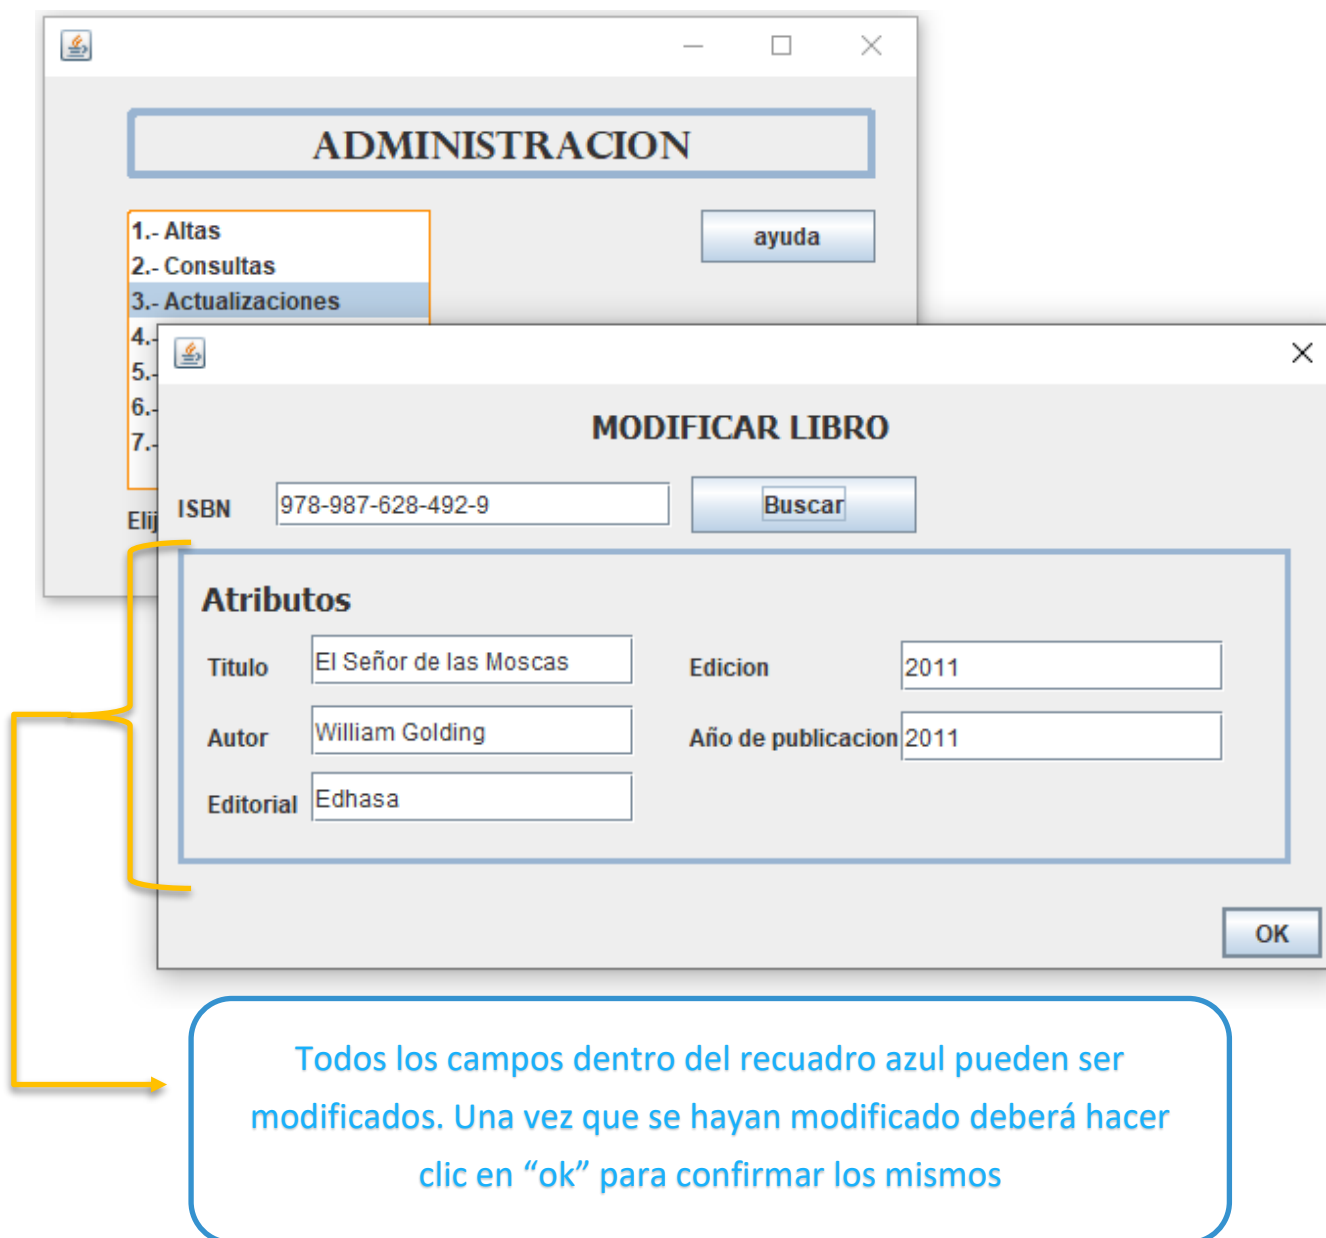 ADMINISTRACION
1.- Altas
2.- Consultas
3.- Actualizaciones
4.-
5.-
6.-
7.-
ayuda
Elij
MODIFICAR LIBRO
ISBN 978-987-628-492-9 Buscar
Atributos
Titulo El Señor de las Moscas Edicion 2011
Autor William Golding Año de publicacion 2011
Editorial Edhasa
OK
Todos los campos dentro del recuadro azul pueden ser
modificados. Una vez que se hayan modificado deberá hacer
clic en “ok” para confirmar los mismos